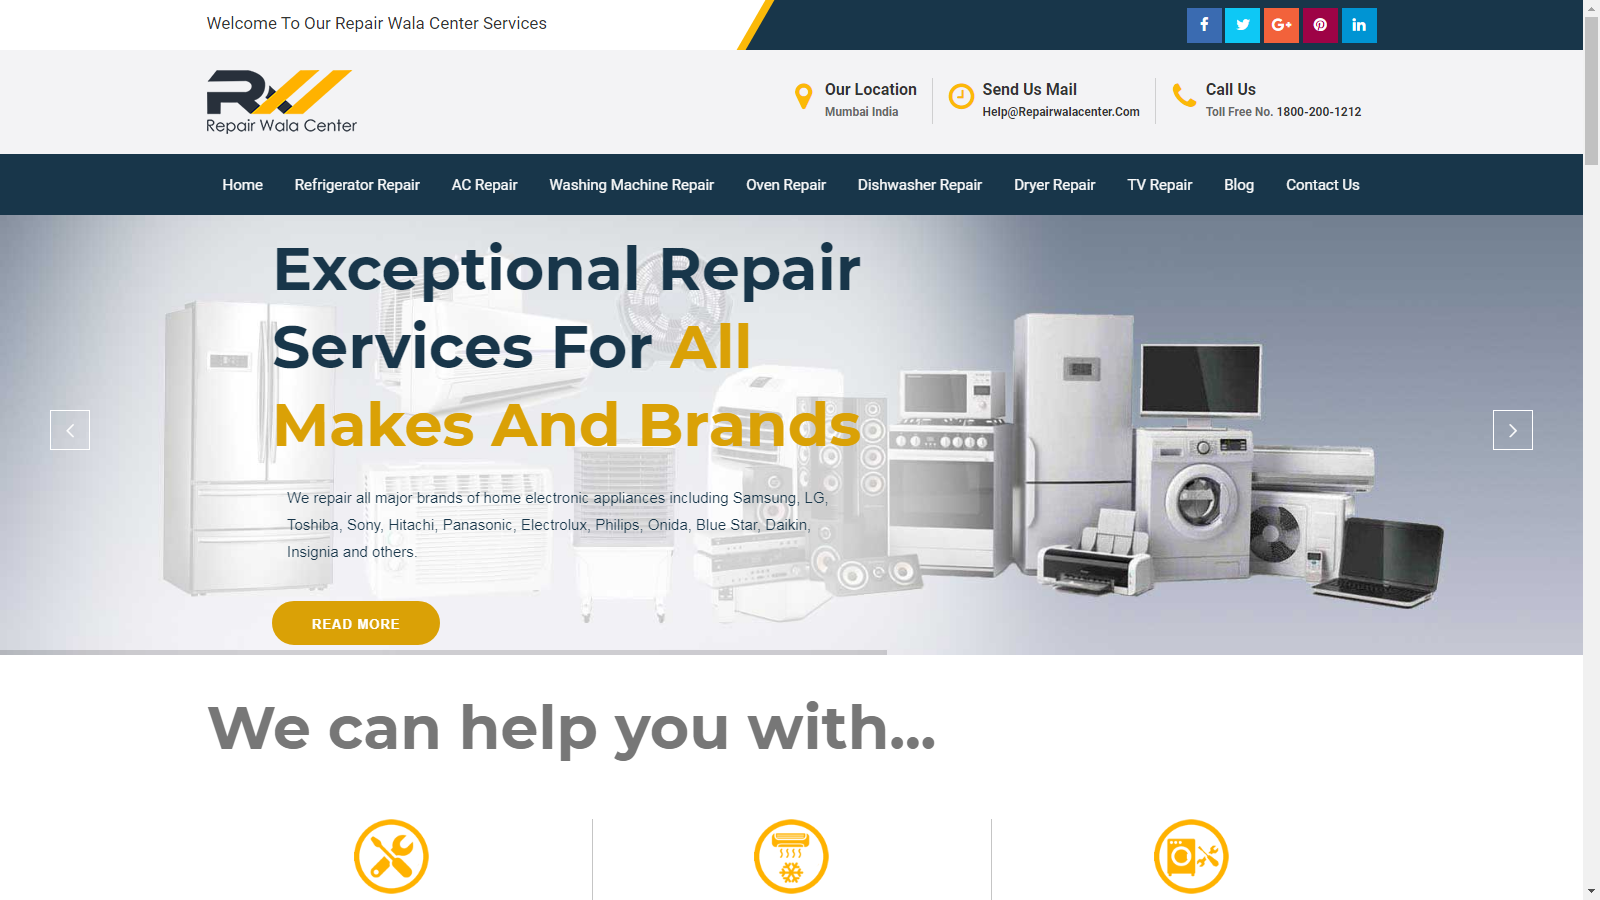 Welcome To Our Repair Wala Center Services
RW
Repair Wala Center
Our Location
Mumbai India
Send Us Mail
Help@Repairwalacenter.Com
Call Us
Toll Free No. 1800-200-1212
Home Refrigerator Repair AC Repair Washing Machine Repair Oven Repair Dishwasher Repair Dryer Repair TV Repair Blog Contact Us
Exceptional Repair
Services For All
Makes And Brands
We repair all major brands of home electronic appliances including Samsung, LG,
Toshiba, Sony, Hitachi, Panasonic, Electrolux, Philips, Onida, Blue Star, Daikin,
Insignia and others.
READ MORE
We can help you with...